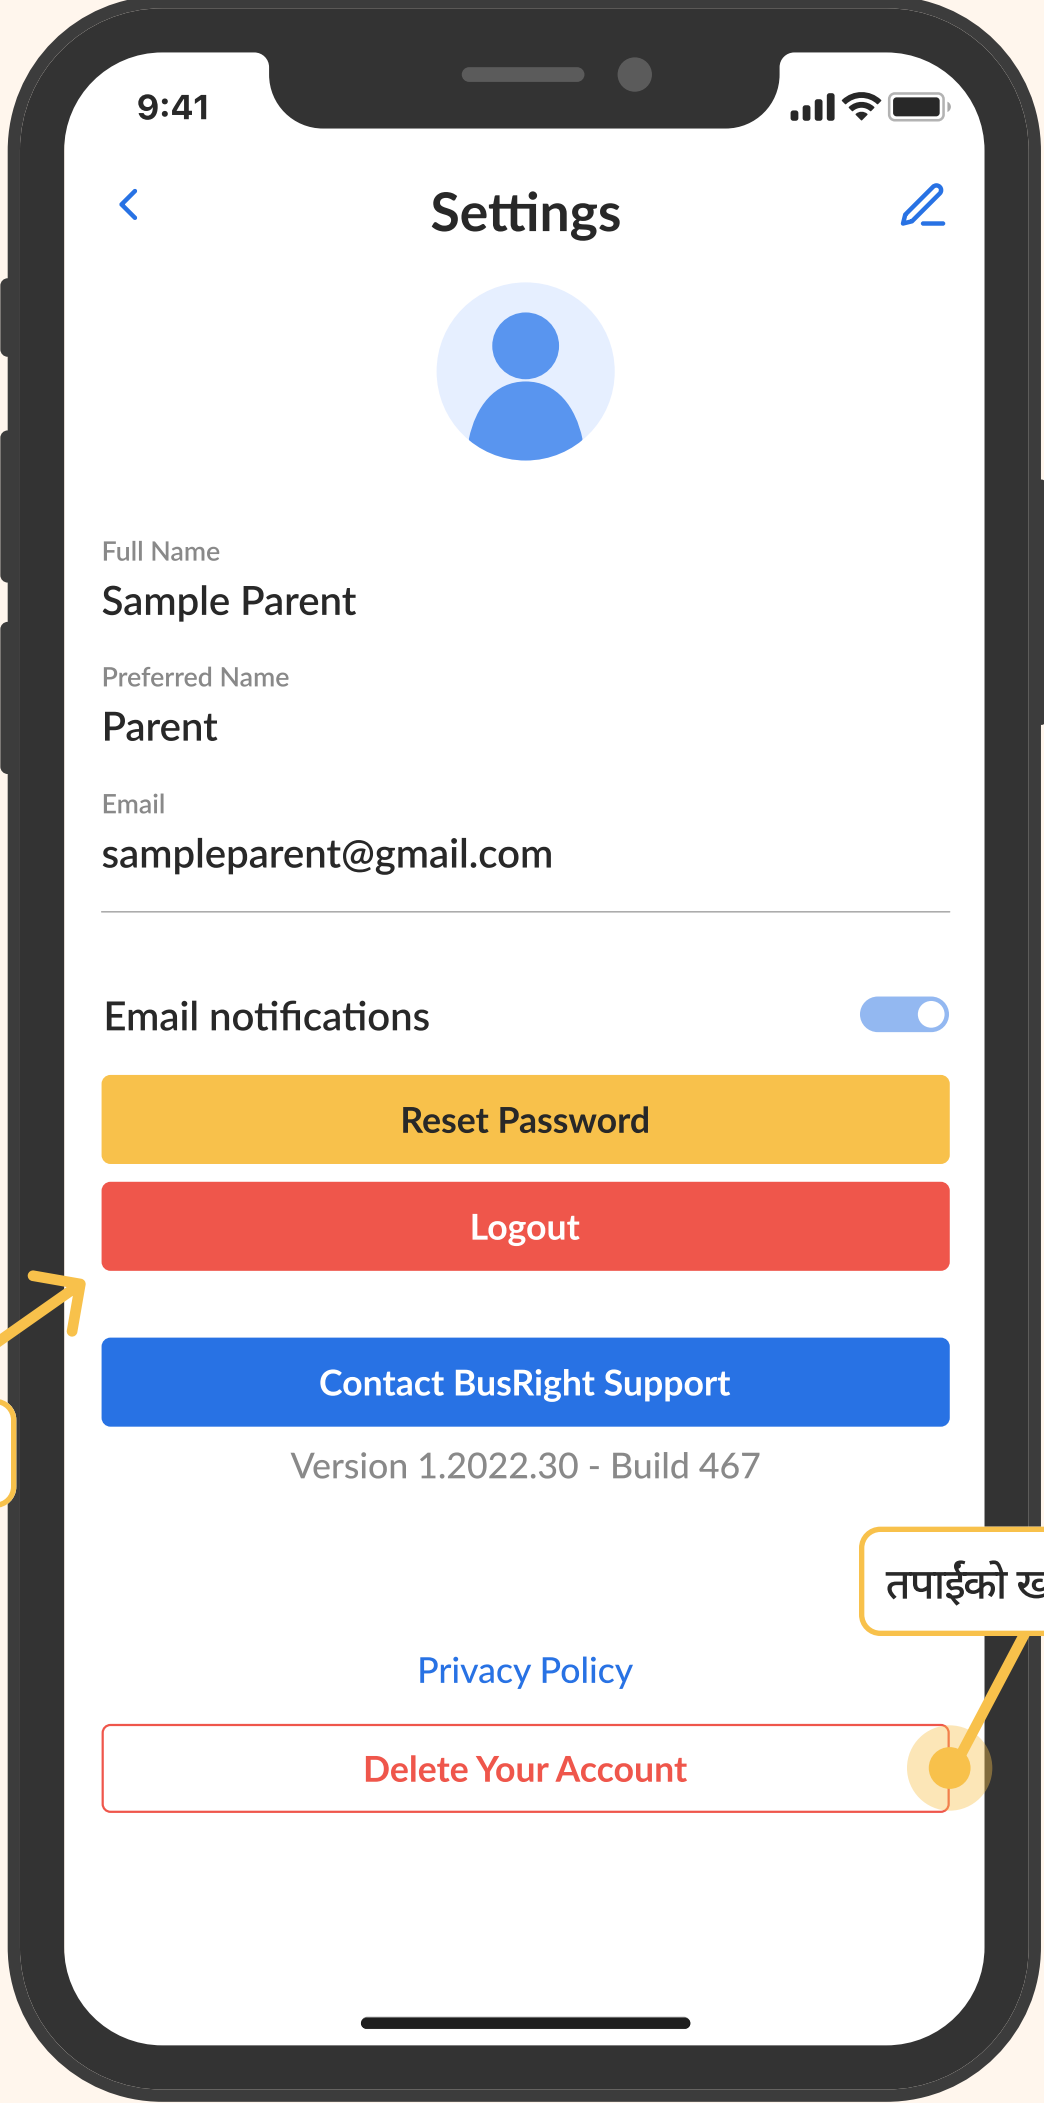 9:41
Settings
Full Name
Sample Parent
Preferred Name
Parent
Email
sampleparent@gmail.com
Email notifications
Reset Password
Logout
Contact BusRight Support
Version 1.2022.30 - Build 467
तपाईंको
Privacy Policy
Delete Your Account